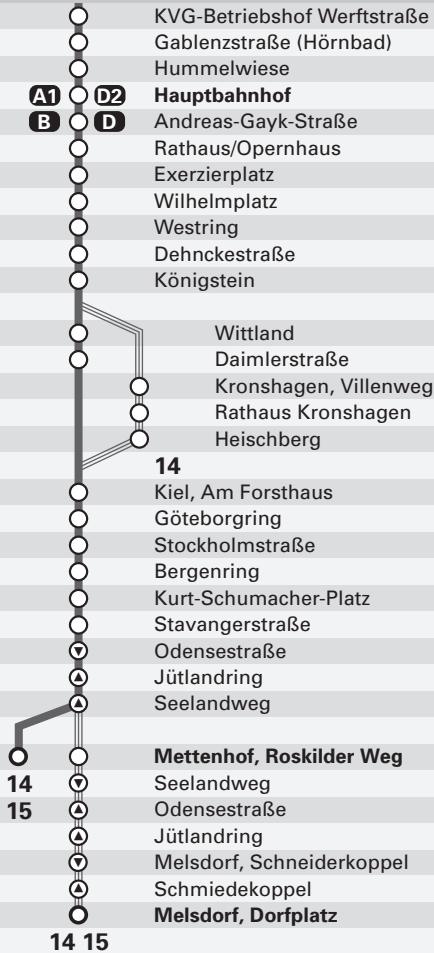 KVG-Betriebshof Werftstraße
Gablenzstraße (Hörnbad)
Hummelwiese
A1 D2 Hauptbahnhof
B D Andreas-Gayk-Straße
Rathaus/Opernhaus
Exerzierplatz
Wilhelmplatz
Westring
Dehnckestraße
Königstein
Wittland
Daimlerstraße
Kronshagen, Villenweg
Rathaus Kronshagen
Heischberg
14
Kiel, Am Forsthaus
Göteborgring
Stockholmstraße
Bergenring
Kurt-Schumacher-Platz
Stavangerstraße
Odensestraße
Jütlandring
Seelandweg
Mettenhof, Roskilder Weg
14 Seelandweg
15 Odensestraße
Jütlandring
Melsdorf, Schneiderkoppel
Schmiedekoppel
Melsdorf, Dorfplatz
14 15